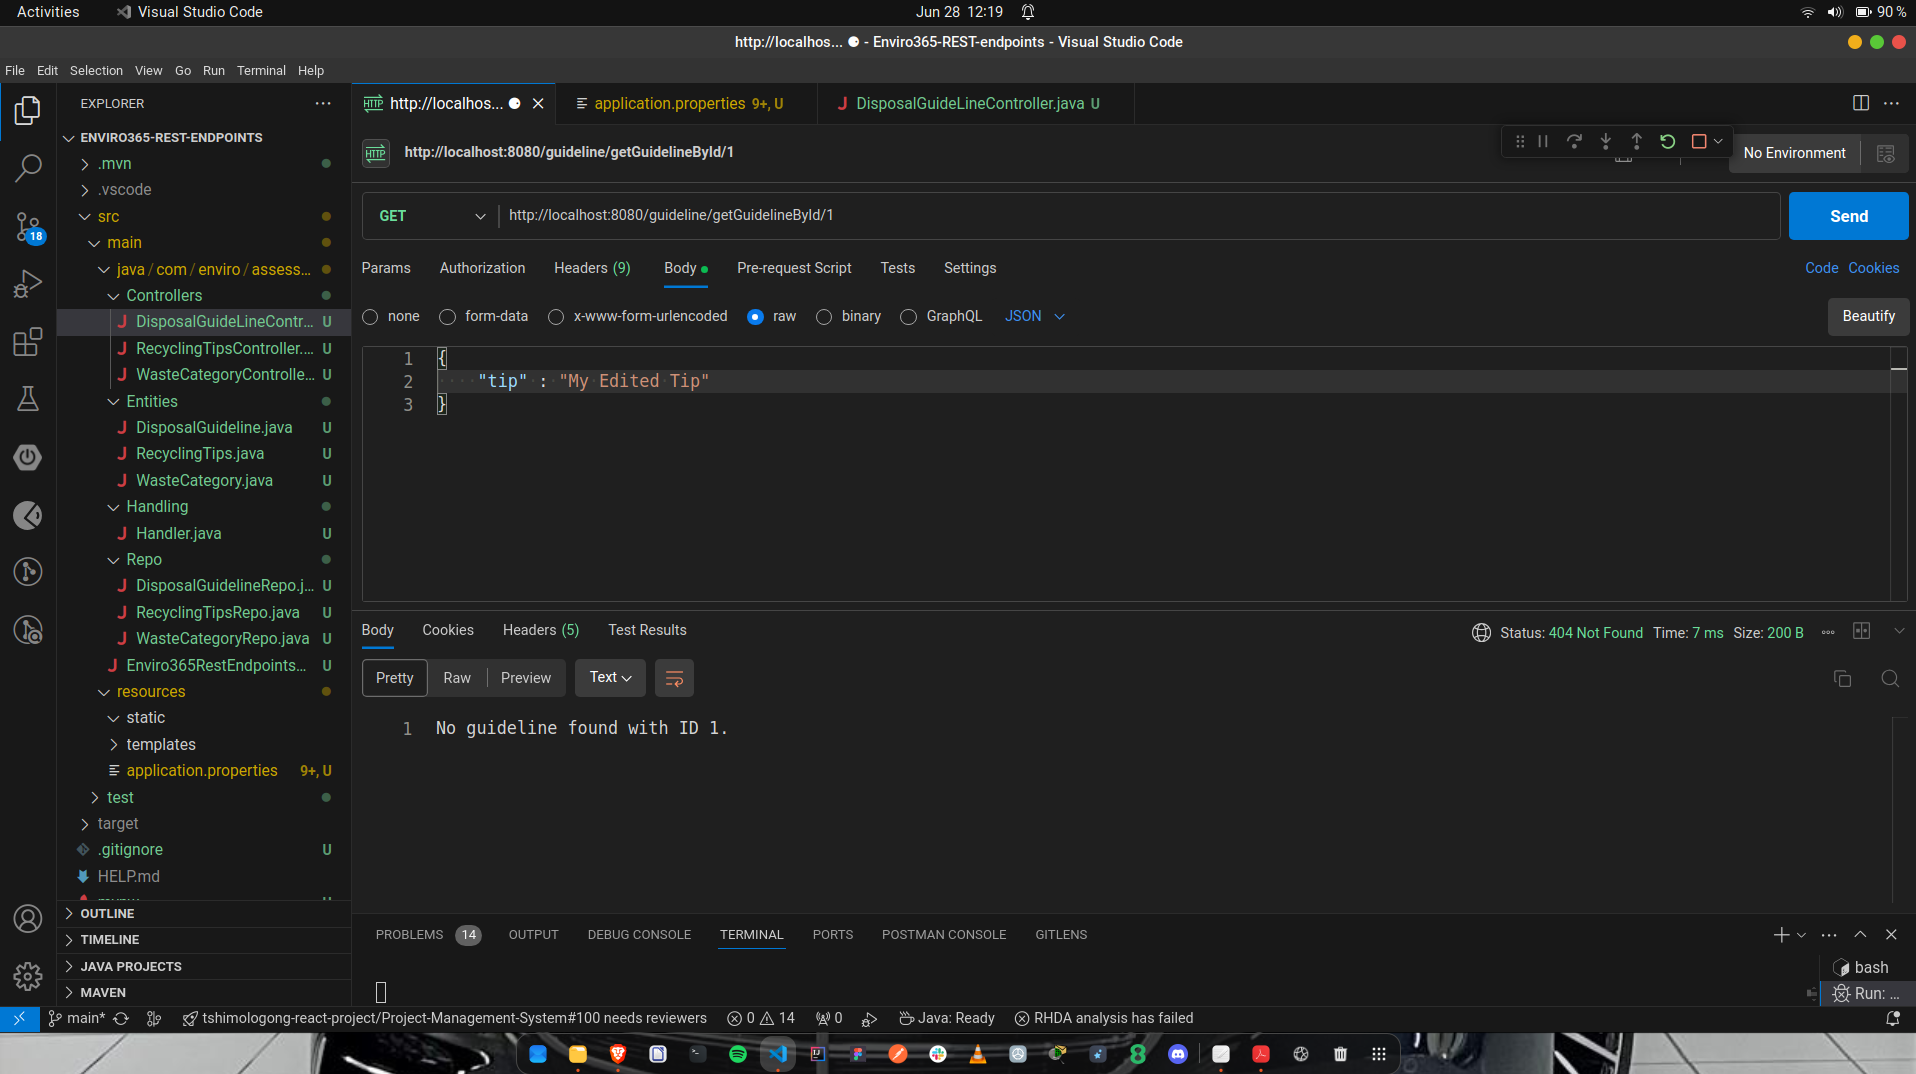 Activities
Visual Studio Code
Jun 28 12:19
90 %
http://localhos... ● - Enviro365-REST-endpoints - Visual Studio Code
File Edit Selection View Go Run Terminal Help
EXPLORER
http://localhos...
application.properties 9+, U
DisposalGuideLineController.java U
ENVIRO365-REST-ENDPOINTS
.mvn
.vscode
src
main
java / com / enviro / assess...
Controllers
DisposalGuideLineContr... U
RecyclingTipsController.... U
WasteCategoryControlle... U
Entities
DisposalGuideline.java U
RecyclingTips.java U
WasteCategory.java U
Handling
Handler.java U
Repo
DisposalGuidelineRepo.j... U
RecyclingTipsRepo.java U
WasteCategoryRepo.java U
Enviro365RestEndpoints... U
resources
static
templates
application.properties 9+, U
test
target
.gitignore U
HELP.md
OUTLINE
TIMELINE
JAVA PROJECTS
MAVEN
18
HTTP http://localhost:8080/guideline/getGuidelineById/1
No Environment
GET http://localhost:8080/guideline/getGuidelineById/1
Send
Params Authorization Headers (9) Body Pre-request Script Tests Settings
Code Cookies
none form-data x-www-form-urlencoded raw binary GraphQL JSON
Beautify
1 {
2 "tip" : "My Edited Tip"
3 }
Body Cookies Headers (5) Test Results
Status: 404 Not Found Time: 7 ms Size: 200 B
Pretty Raw Preview Text
1 No guideline found with ID 1.
PROBLEMS 14 OUTPUT DEBUG CONSOLE TERMINAL PORTS POSTMAN CONSOLE GITLENS
bash
Run: ...
main* tshimologong-react-project/Project-Management-System#100 needs reviewers 0 14 0 Java: Ready RHDA analysis has failed